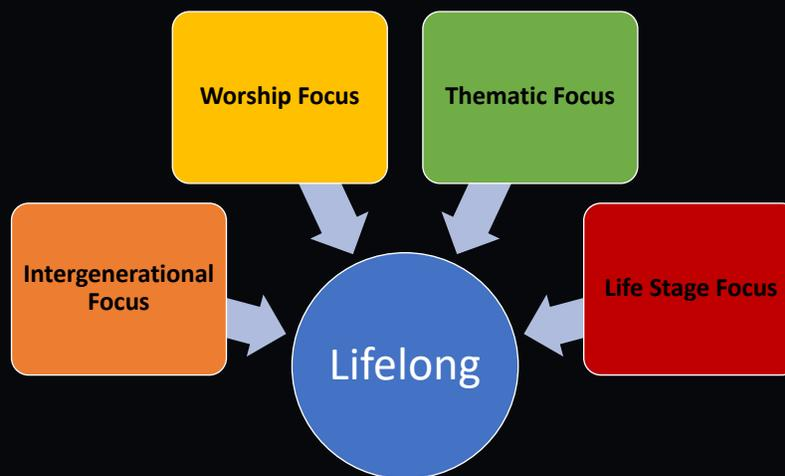 Worship Focus
Thematic Focus
Intergenerational
Focus
Life Stage Focus
Lifelong